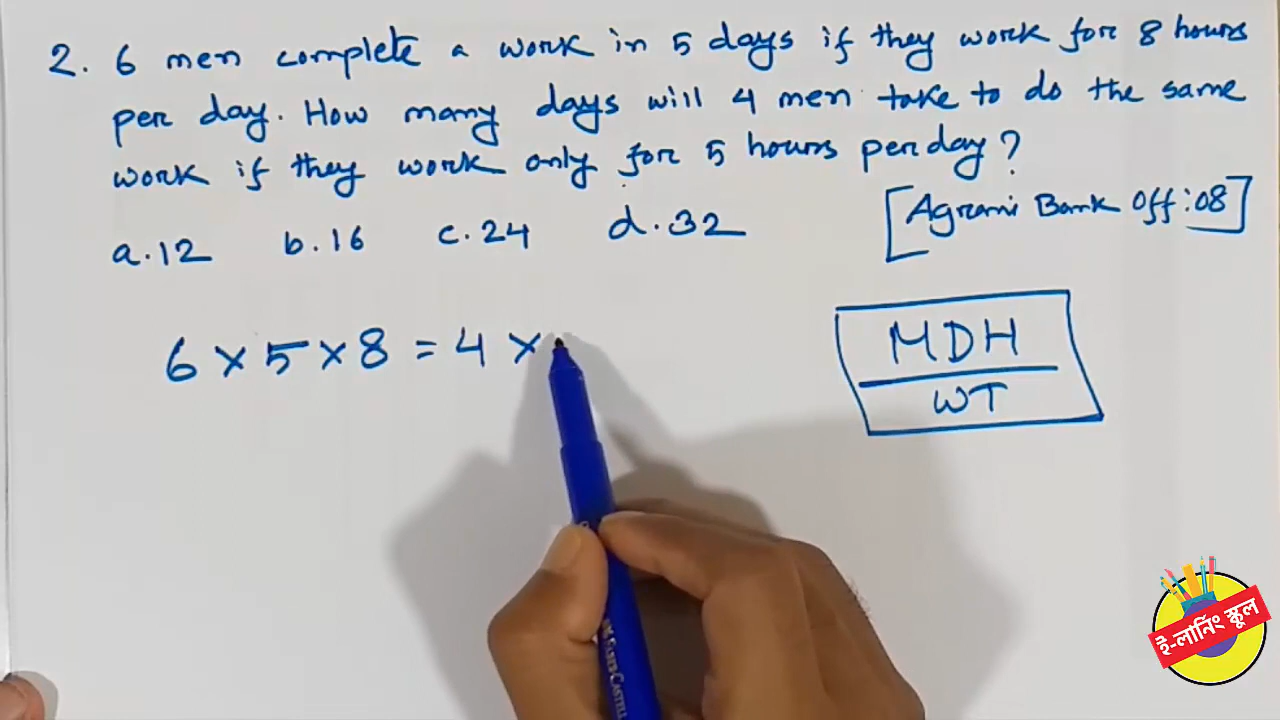 2. 6 men complete a work in 5 days if they work for 8 hours
per day. How many days will 4 men take to do the same
work if they work only for 5 hours per day?
[Agrani Bank Off:08]
a.12 b.16 c.24 d.32
6 × 5 × 8 = 4 ×
MDH
WT
FABER-CASTELL
ই-লার্নিং স্কুল